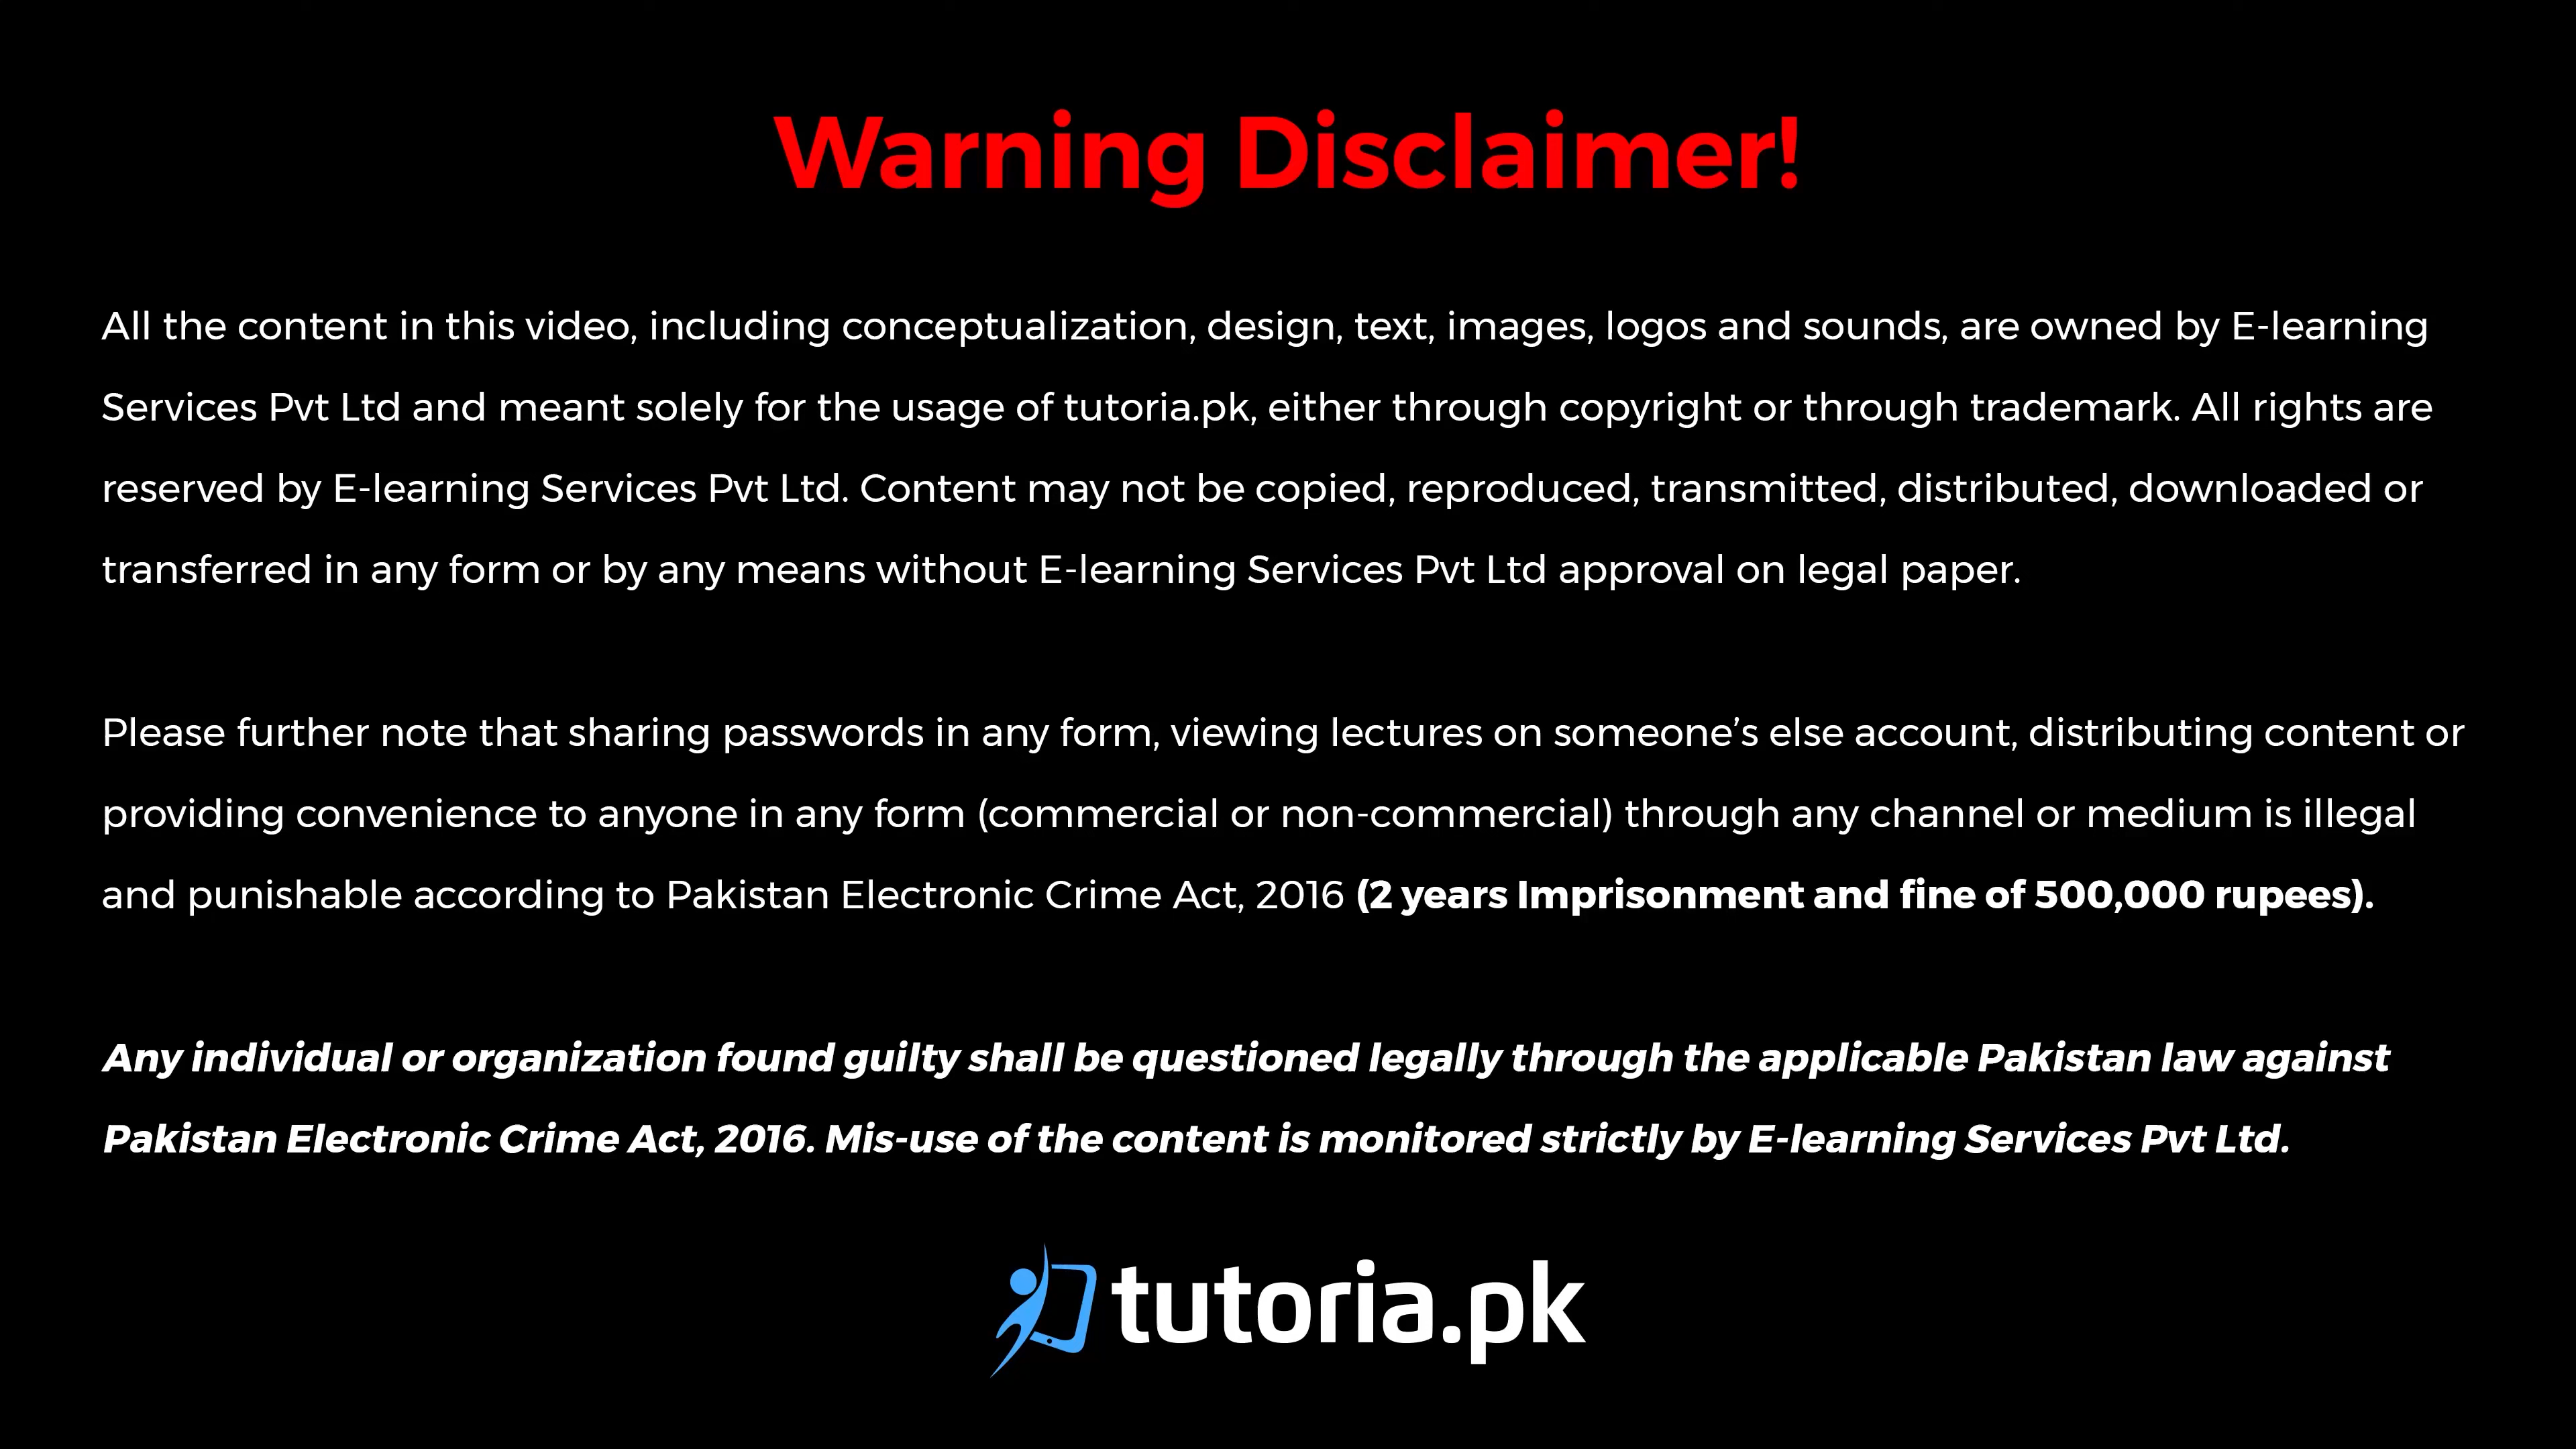 Warning Disclaimer!
All the content in this video, including conceptualization, design, text, images, logos and sounds, are owned by E-learning
Services Pvt Ltd and meant solely for the usage of tutoria.pk, either through copyright or through trademark. All rights are
reserved by E-learning Services Pvt Ltd. Content may not be copied, reproduced, transmitted, distributed, downloaded or
transferred in any form or by any means without E-learning Services Pvt Ltd approval on legal paper.
Please further note that sharing passwords in any form, viewing lectures on someone’s else account, distributing content or
providing convenience to anyone in any form (commercial or non-commercial) through any channel or medium is illegal
and punishable according to Pakistan Electronic Crime Act, 2016 (2 years Imprisonment and fine of 500,000 rupees).
Any individual or organization found guilty shall be questioned legally through the applicable Pakistan law against
Pakistan Electronic Crime Act, 2016. Mis-use of the content is monitored strictly by E-learning Services Pvt Ltd.
tutoria.pk